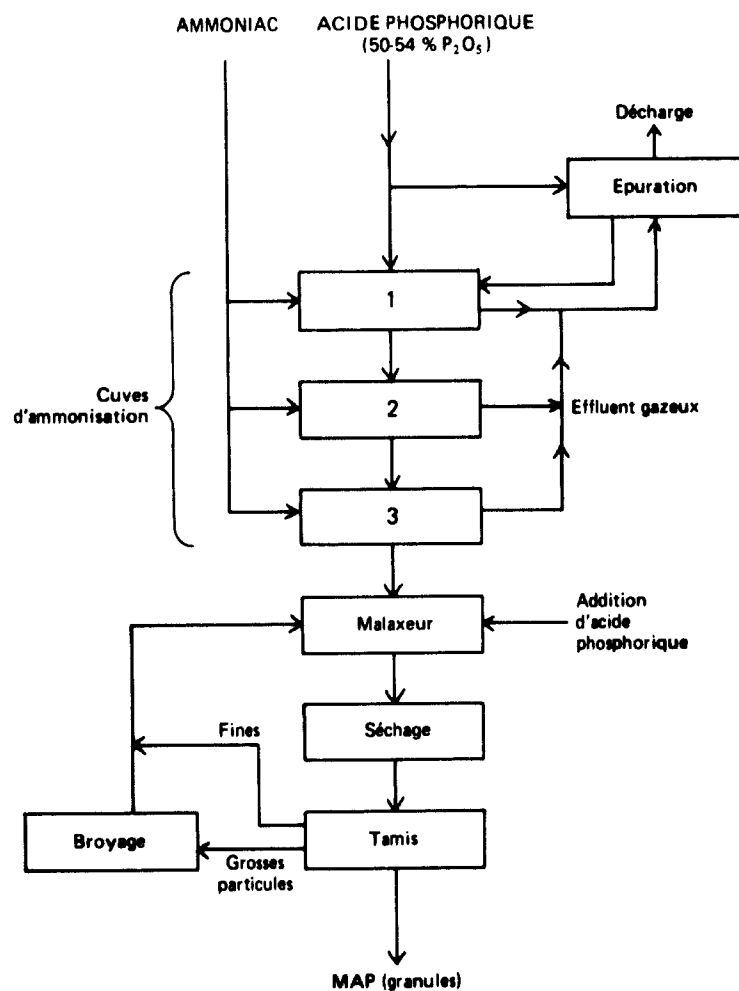 AMMONIAC
ACIDE PHOSPHORIQUE
(50-54 % P₂O₅)
Décharge
Epuration
1
Cuves
d'ammonisation
2
Effluent gazeux
3
Malaxeur
Addition
d'acide
phosphorique
Séchage
Fines
Broyage
Tamis
Grosses
particules
MAP (granules)